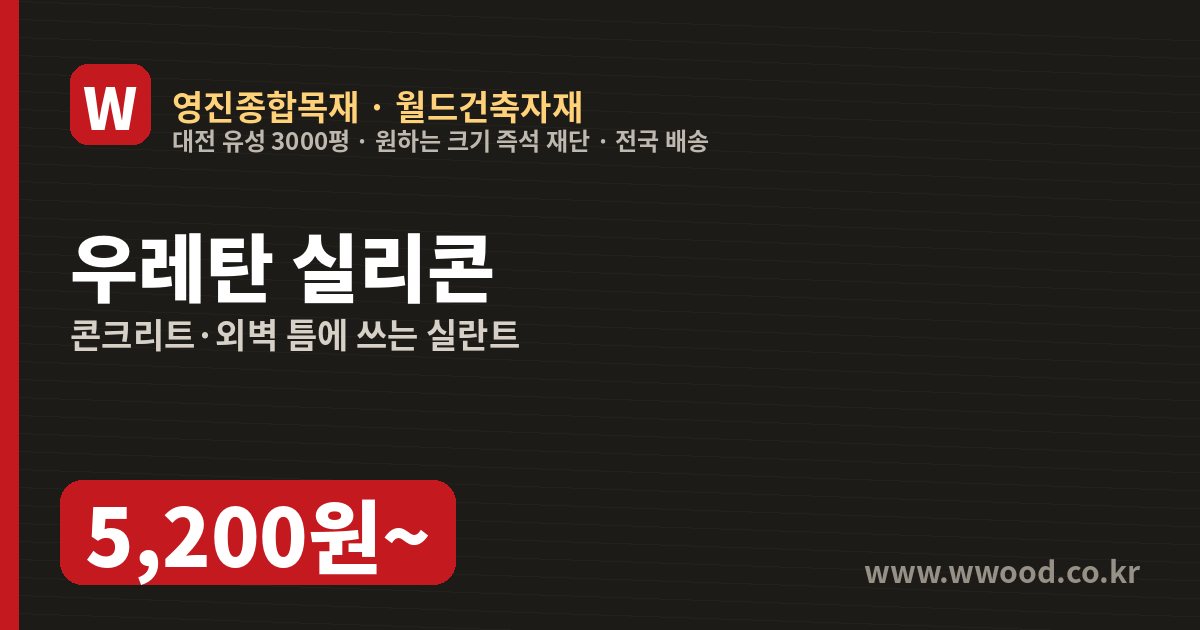 W
영진종합목재 · 월드건축자재
대전 유성 3000평 · 원하는 크기 즉석 재단 · 전국 배송
우레탄 실리콘
콘크리트·외벽 틈에 쓰는 실란트
5,200원~
www.wwood.co.kr